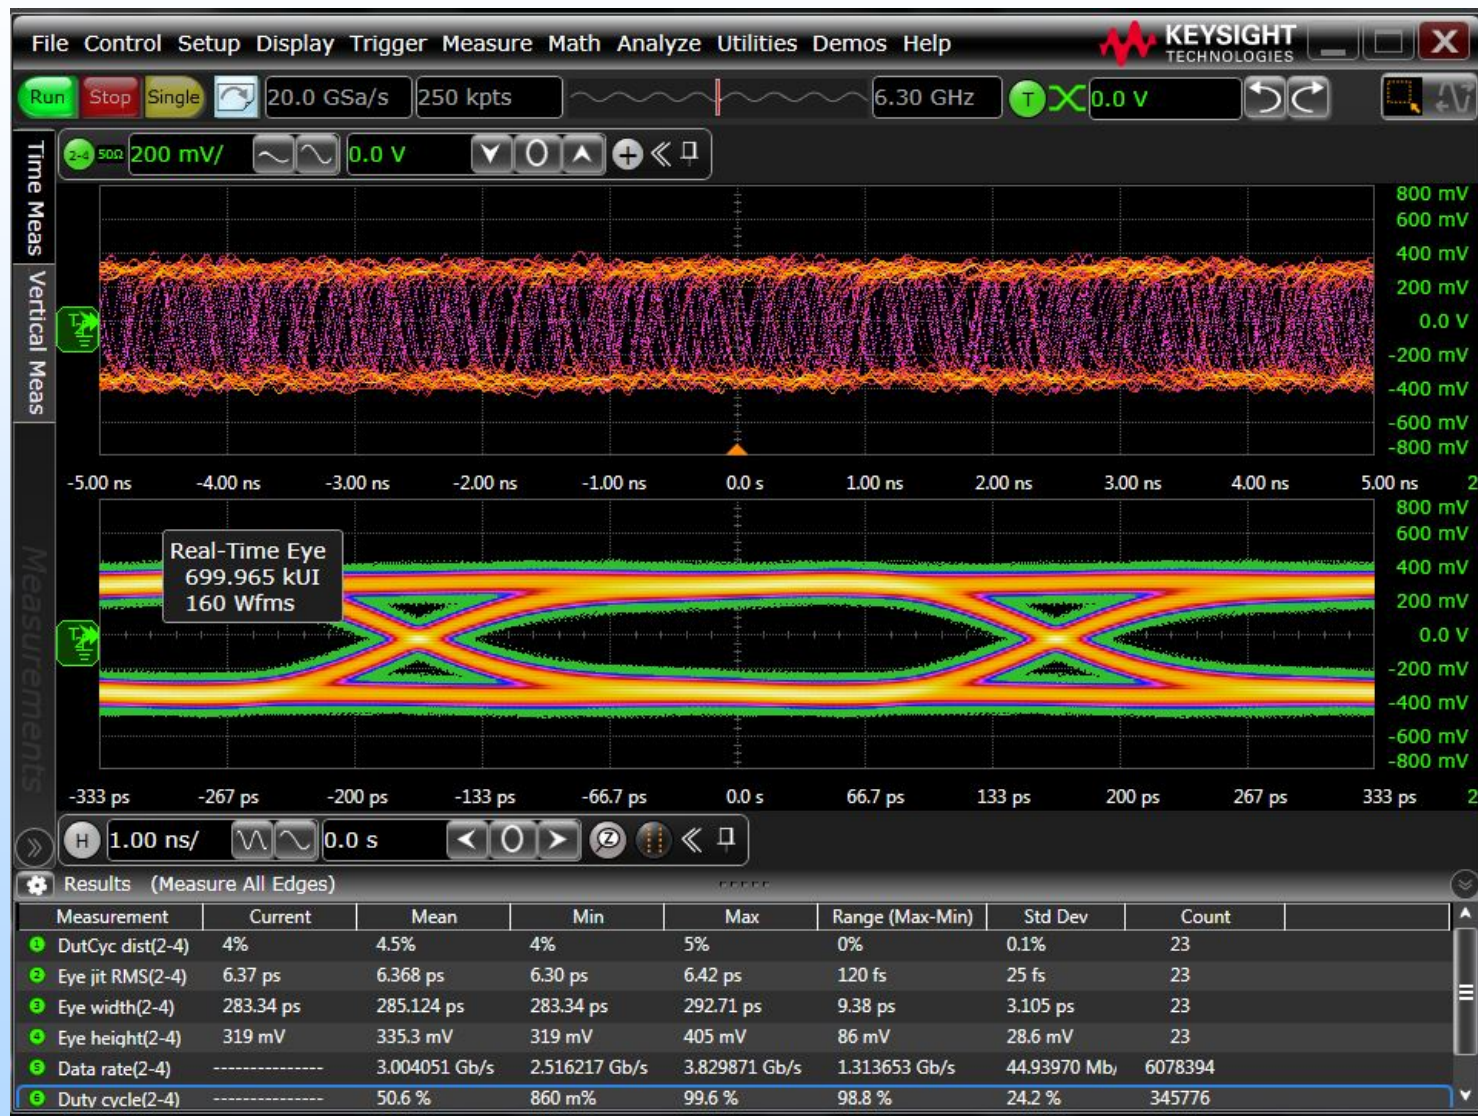 File Control Setup Display Trigger Measure Math Analyze Utilities Demos Help
KEYSIGHT
TECHNOLOGIES
X
Run Stop Single 20.0 GSa/s 250 kpts 6.30 GHz T 0.0 V
Time Meas
Vertical Meas
Measurements
2-4 50Ω 200 mV/ 0.0 V
800 mV
600 mV
400 mV
200 mV
0.0 V
-200 mV
-400 mV
-600 mV
-800 mV
-5.00 ns -4.00 ns -3.00 ns -2.00 ns -1.00 ns 0.0 s 1.00 ns 2.00 ns 3.00 ns 4.00 ns 5.00 ns 2
Real-Time Eye
699.965 kUI
160 Wfms
800 mV
600 mV
400 mV
200 mV
0.0 V
-200 mV
-400 mV
-600 mV
-800 mV
-333 ps -267 ps -200 ps -133 ps -66.7 ps 0.0 s 66.7 ps 133 ps 200 ps 267 ps 333 ps 2
H 1.00 ns/ 0.0 s Z
Results (Measure All Edges)
Measurement Current Mean Min Max Range (Max-Min) Std Dev Count
1 DutCyc dist(2-4) 4% 4.5% 4% 5% 0% 0.1% 23
2 Eye jit RMS(2-4) 6.37 ps 6.368 ps 6.30 ps 6.42 ps 120 fs 25 fs 23
3 Eye width(2-4) 283.34 ps 285.124 ps 283.34 ps 292.71 ps 9.38 ps 3.105 ps 23
4 Eye height(2-4) 319 mV 335.3 mV 319 mV 405 mV 86 mV 28.6 mV 23
5 Data rate(2-4) --------------- 3.004051 Gb/s 2.516217 Gb/s 3.829871 Gb/s 1.313653 Gb/s 44.93970 Mb/ 6078394
6 Duty cycle(2-4) --------------- 50.6 % 860 m% 99.6 % 98.8 % 24.2 % 345776